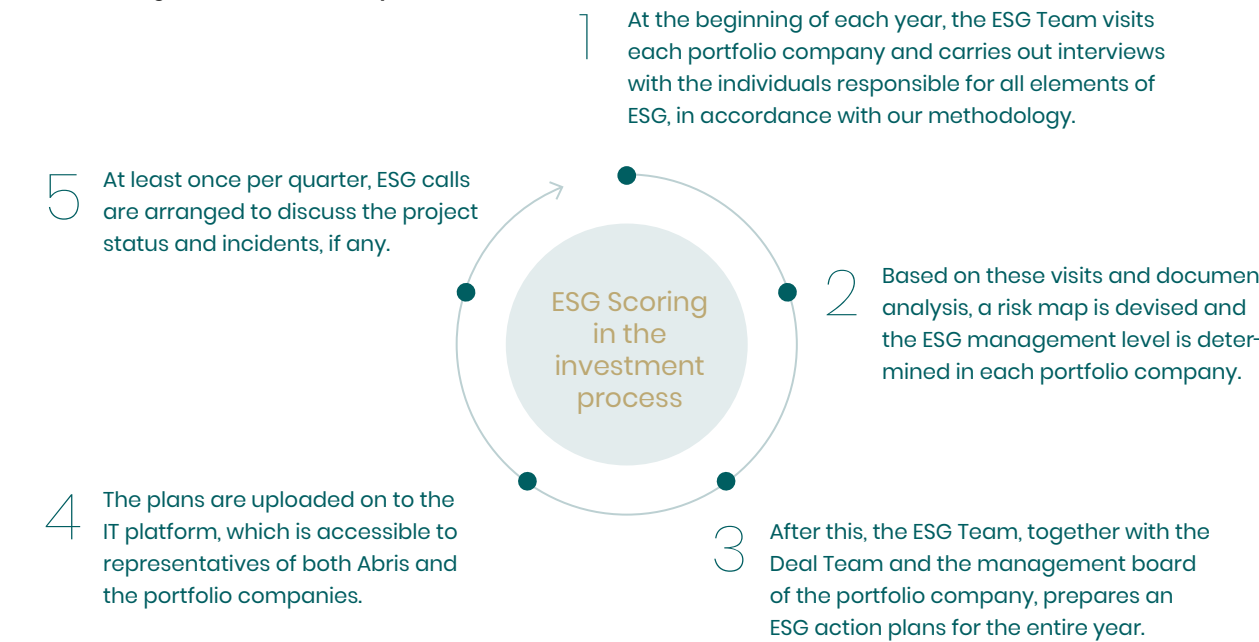 1
At the beginning of each year, the ESG Team visits
each portfolio company and carries out interviews
with the individuals responsible for all elements of
ESG, in accordance with our methodology.
2
Based on these visits and documen
analysis, a risk map is devised and
the ESG management level is deter-
mined in each portfolio company.
3
After this, the ESG Team, together with the
Deal Team and the management board
of the portfolio company, prepares an
ESG action plans for the entire year.
4
The plans are uploaded on to the
IT platform, which is accessible to
representatives of both Abris and
the portfolio companies.
5
At least once per quarter, ESG calls
are arranged to discuss the project
status and incidents, if any.
ESG Scoring
in the
investment
process